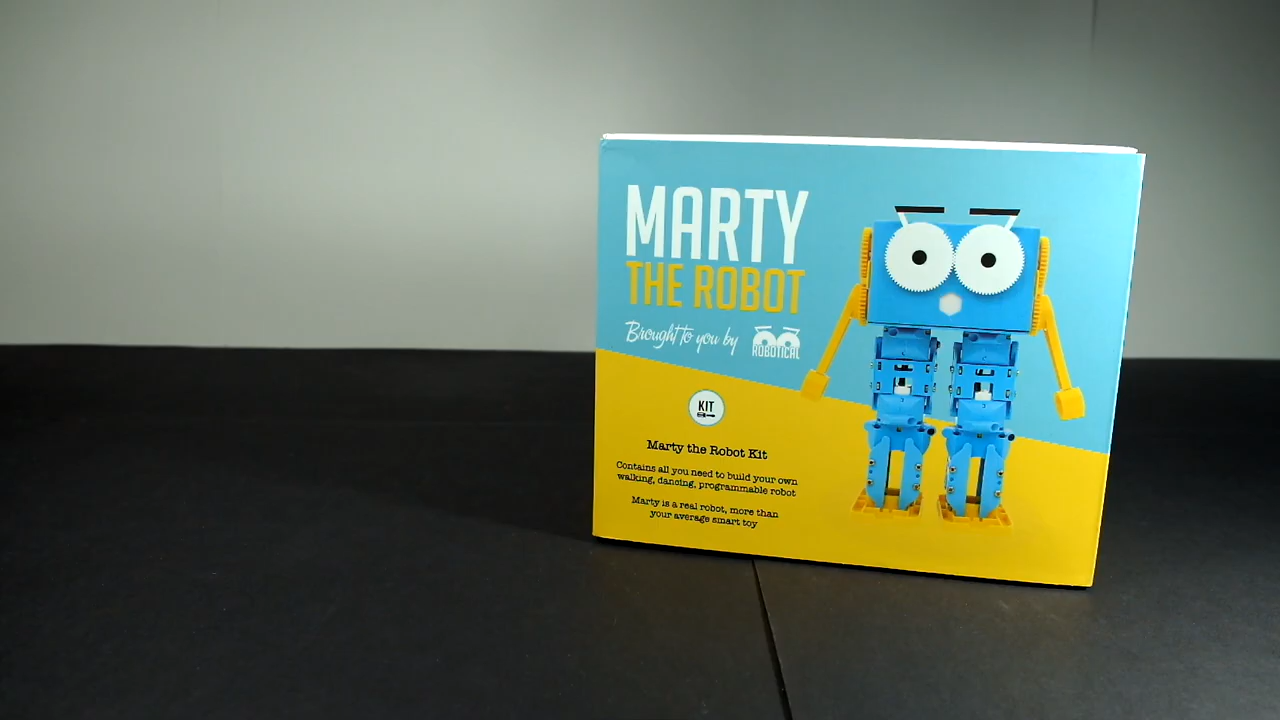 MARTY
THE ROBOT
Brought to you by
ROBOTICAL
KIT
Marty the Robot Kit
Contains all you need to build your own
walking, dancing, programmable robot
Marty is a real robot, more than
your average smart toy